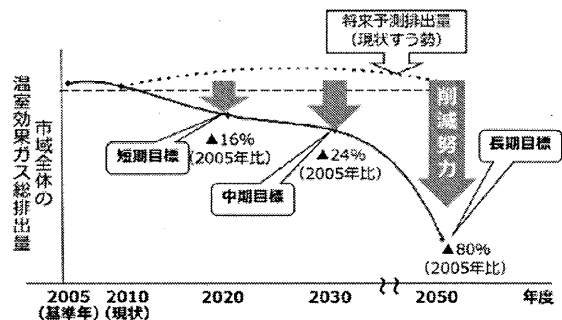 将来予測排出量
(現状すう勢)
温室効果ガス総排出量
市域全体の
短期目標
▲16%
(2005年比)
中期目標
▲24%
(2005年比)
削減努力
長期目標
▲80%
(2005年比)
2005
(基準年)
2010
(現状)
2020
2030
2050
年度